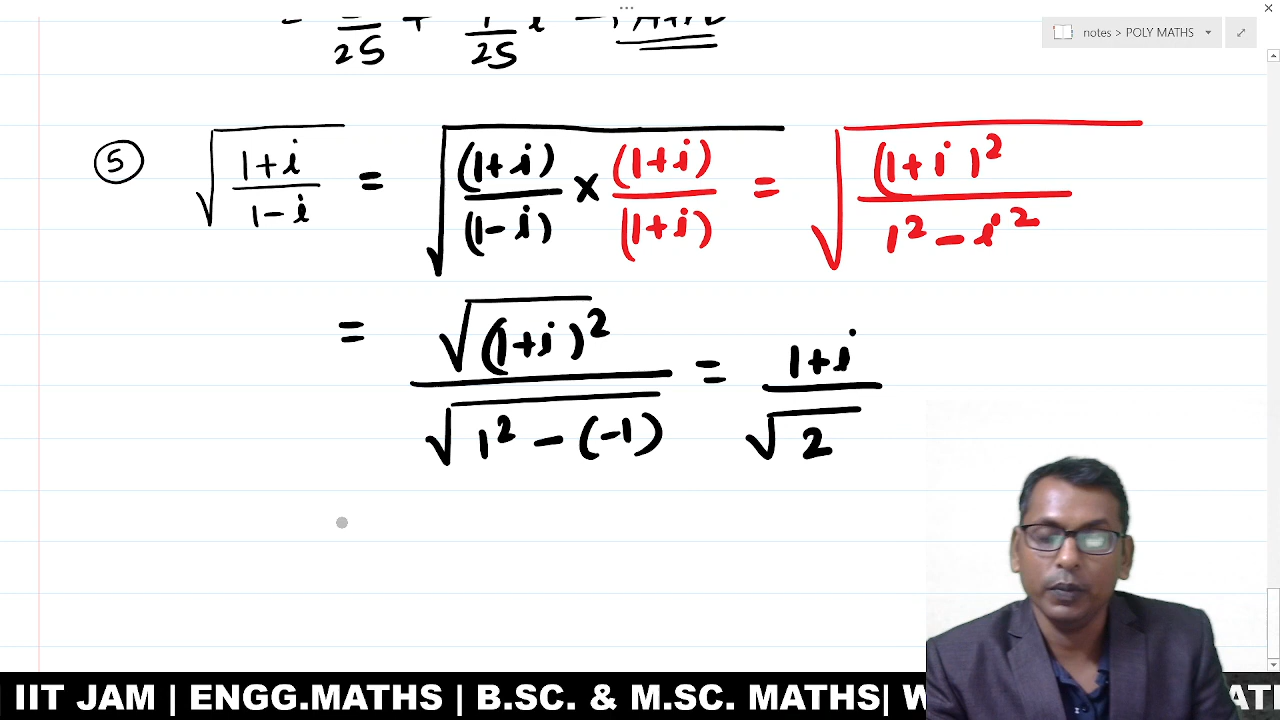 notes > POLY MATHS
/25 + /25 i
⑤ √((1+i)/(1-i)) = √((1+i)/(1-i) × (1+i)/(1+i)) = √((1+i)²/(1²-i²))
= √((1+i)²)/√(1²-(-1)) = (1+i)/√2
IIT JAM | ENGG.MATHS | B.SC. & M.SC. MATHS| W